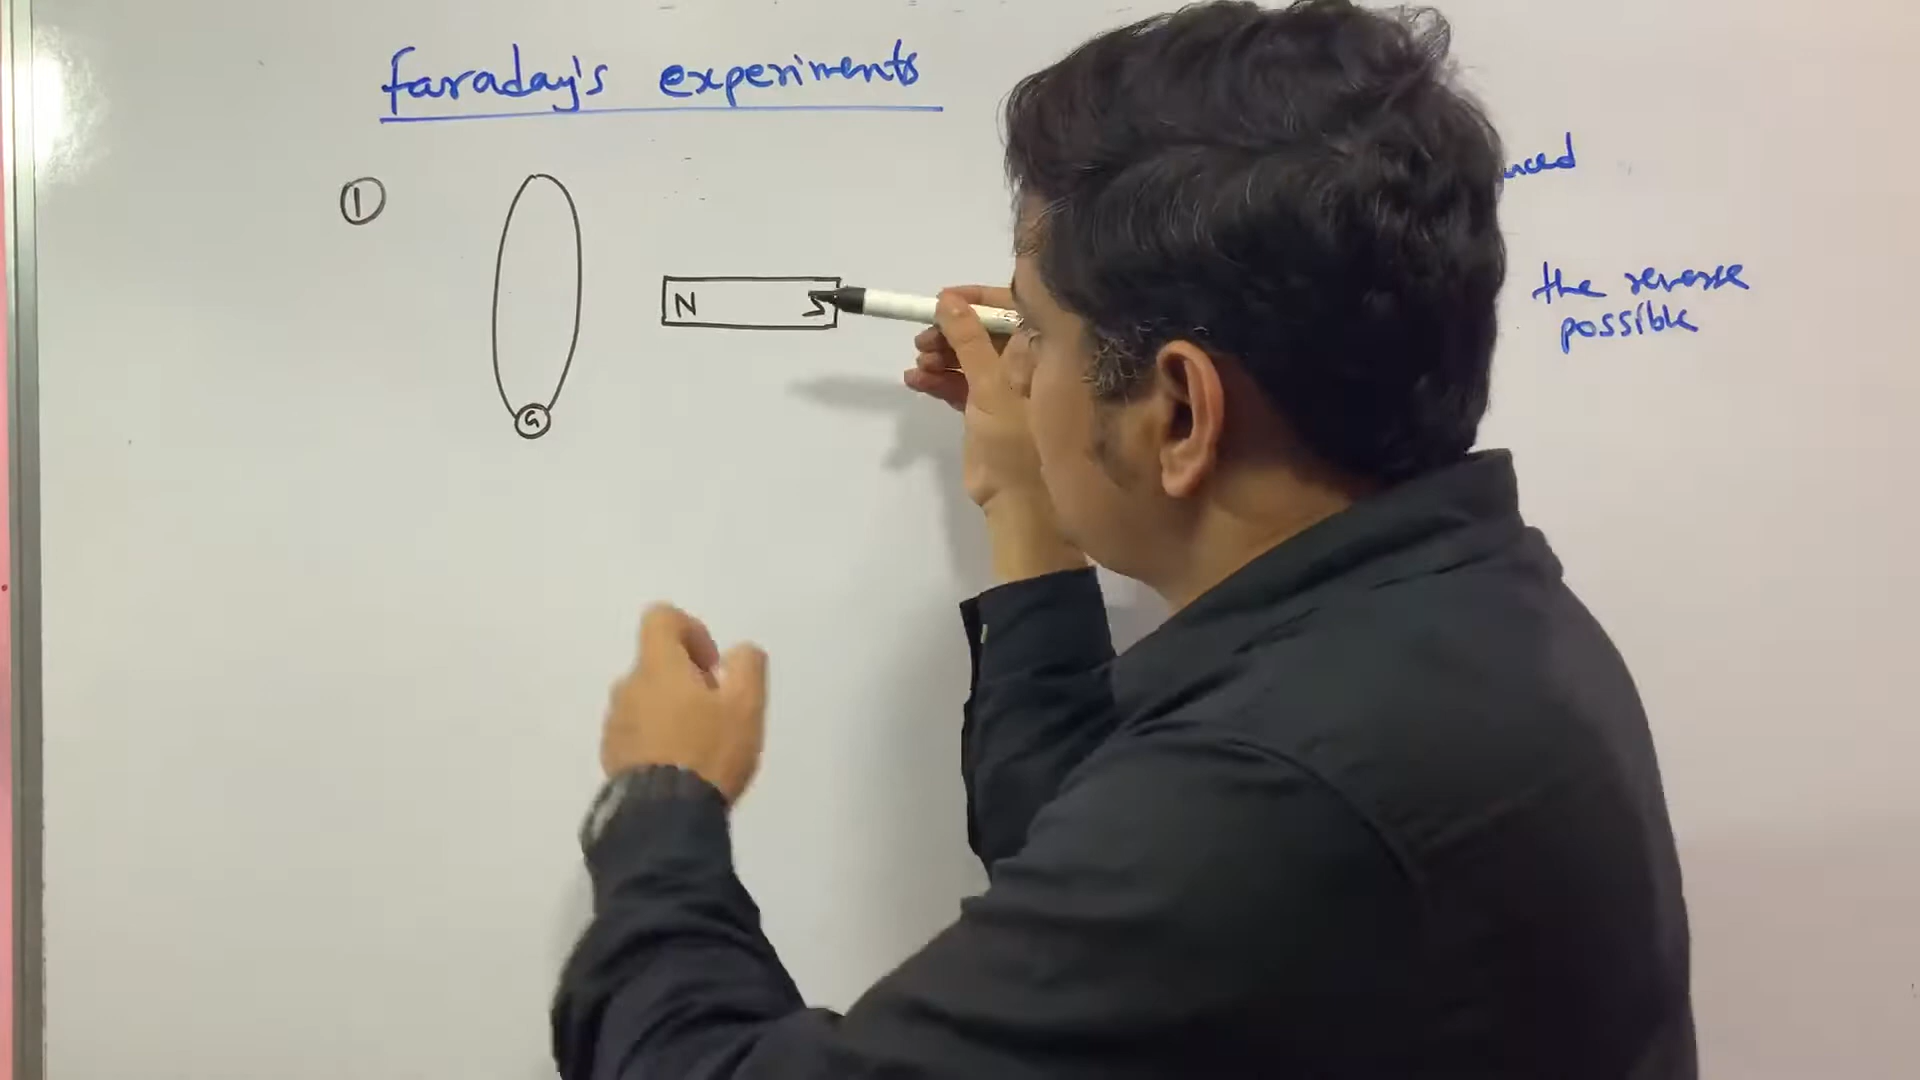 Faraday's experiments
①
N S
G
the reverse
possible